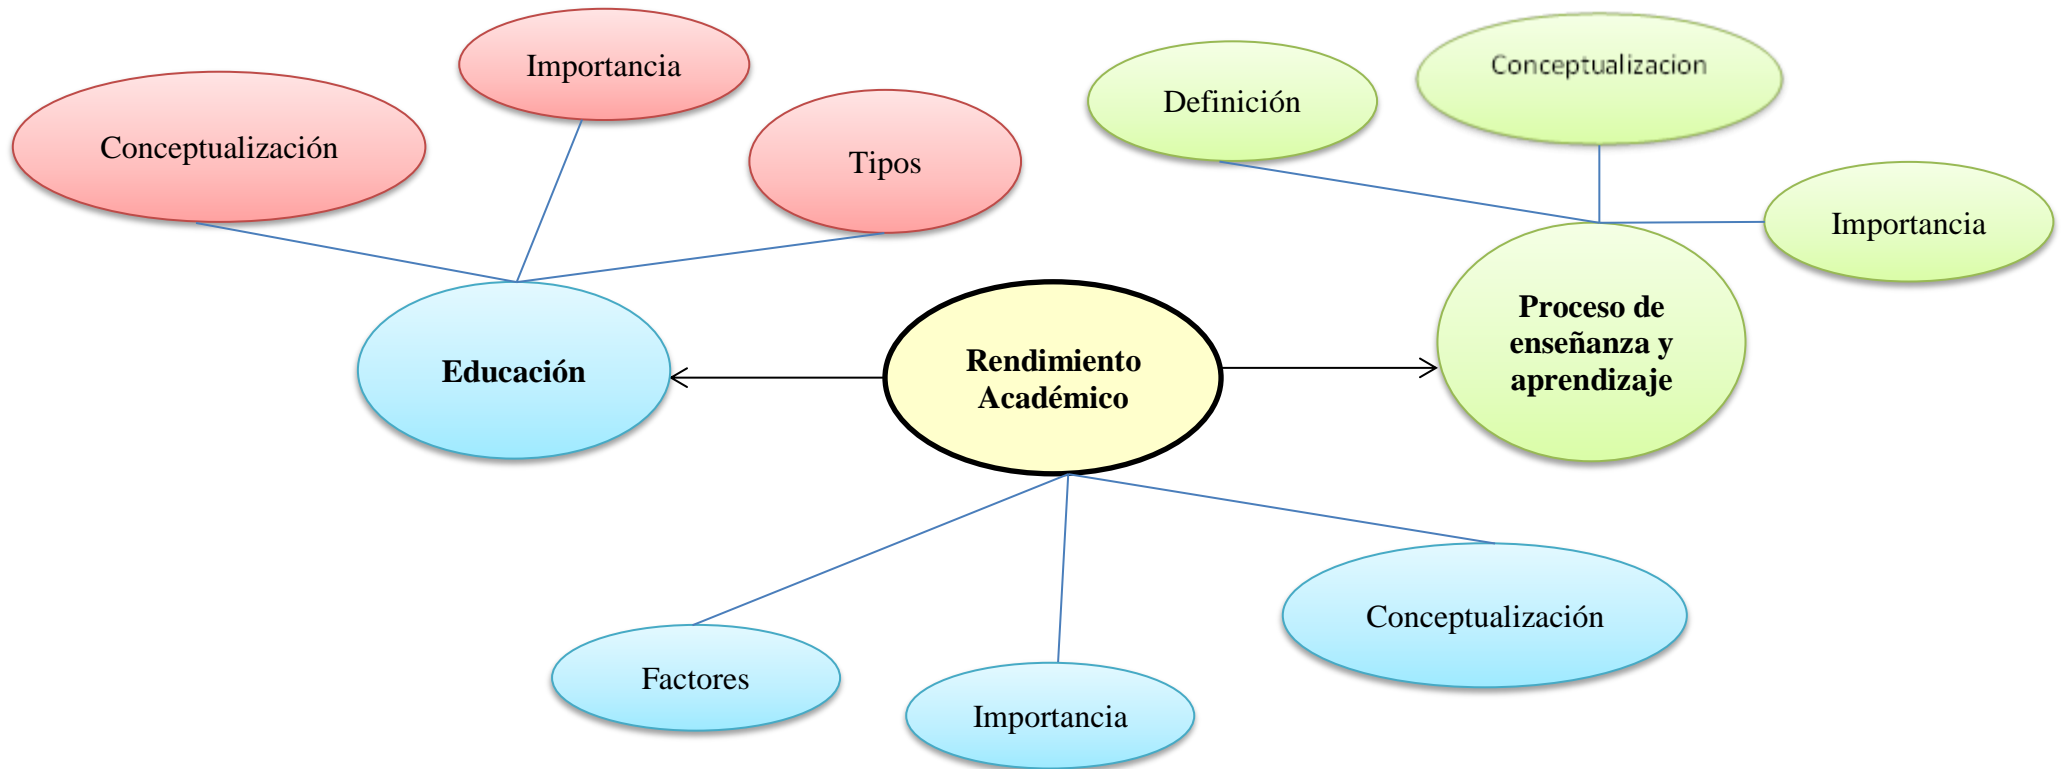 Importancia
Conceptualización
Tipos
Educación
Conceptualizacion
Definición
Importancia
Proceso de
enseñanza y
aprendizaje
Rendimiento
Académico
Factores
Importancia
Conceptualización